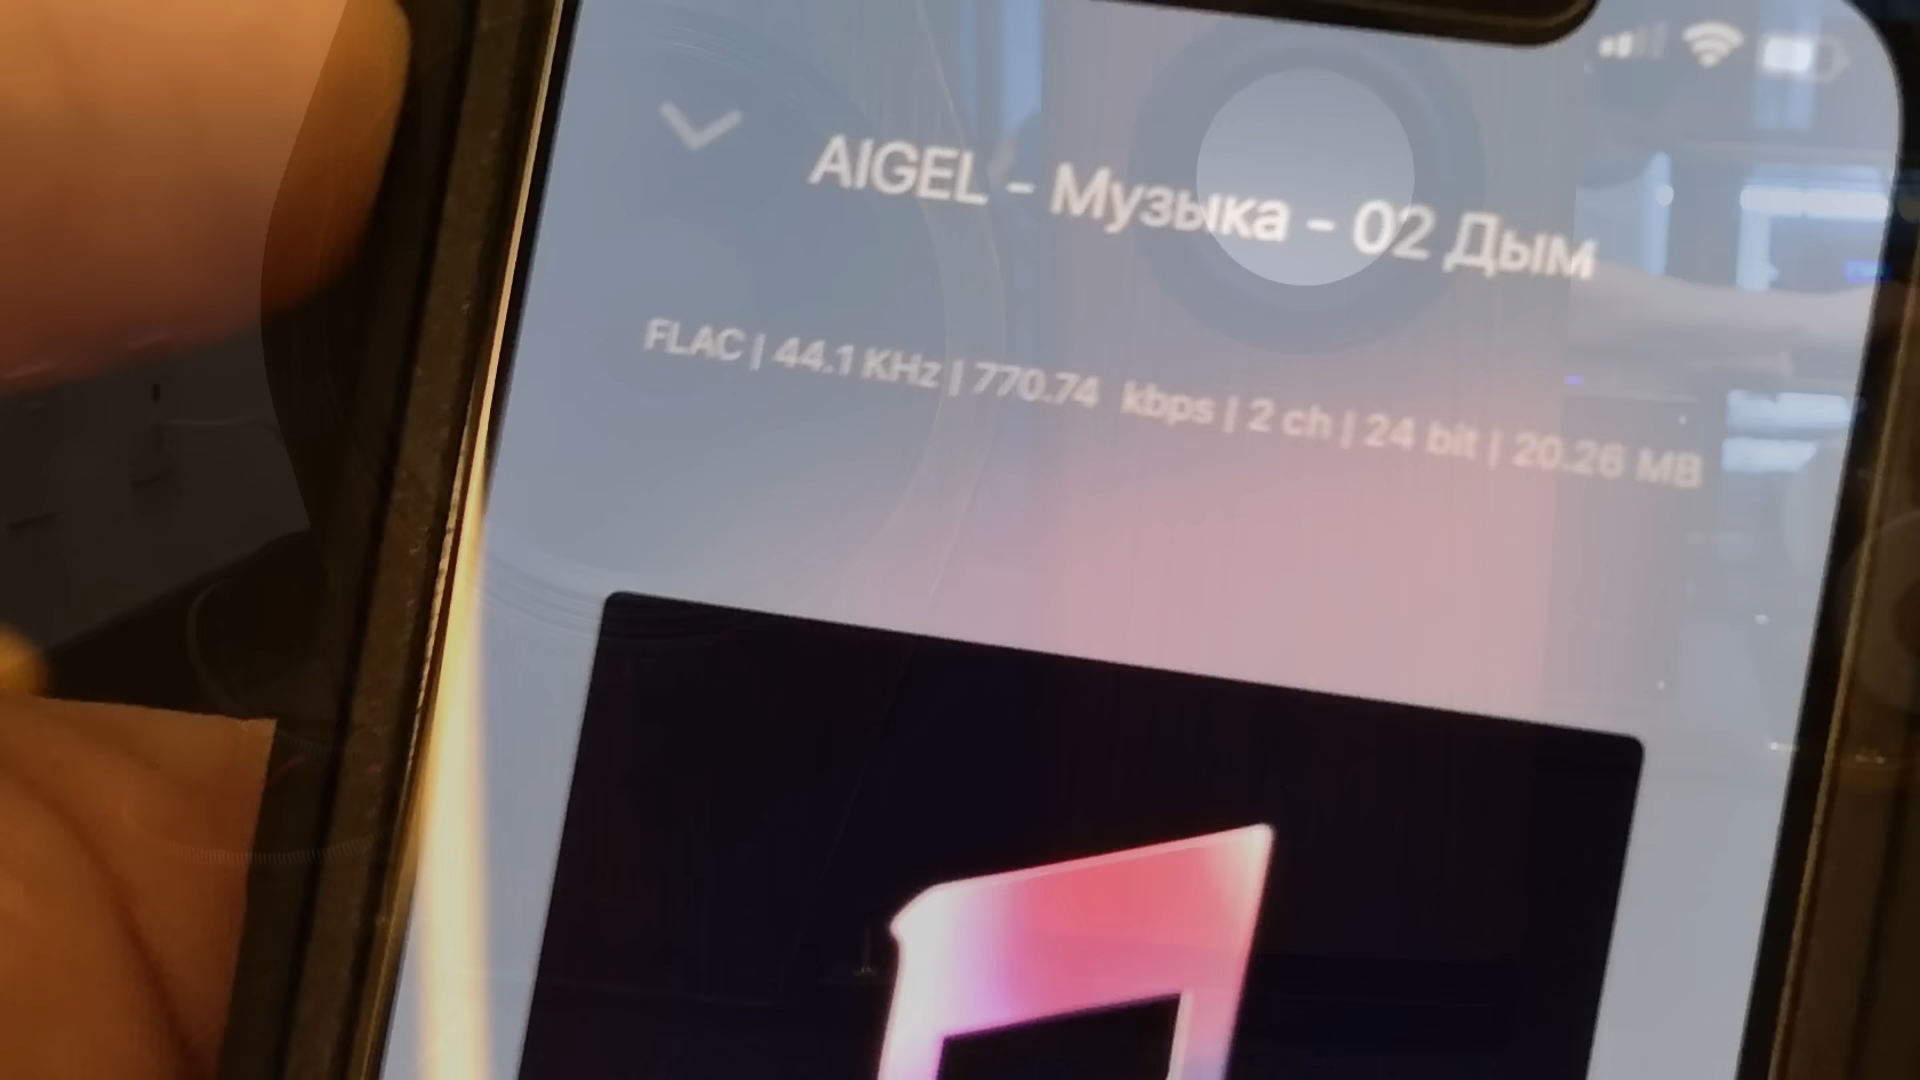 AIGEL - Музыка - 02 Дым
FLAC | 44.1 KHz | 770.74 kbps | 2 ch | 24 bit | 20.26 MB